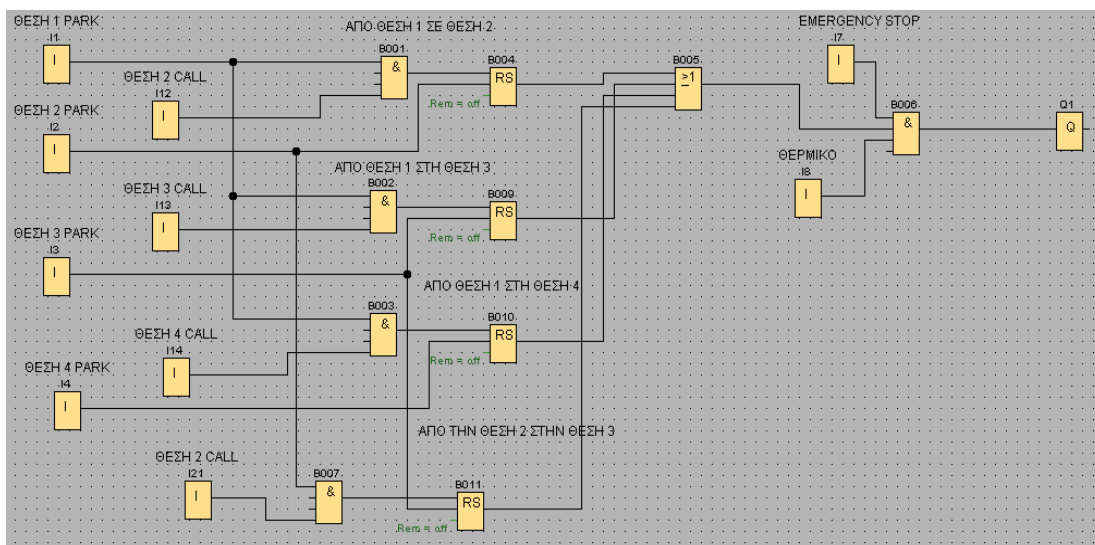 ΘΕΣΗ 1 PARK
I1
I
ΑΠΟ ΘΕΣΗ 1 ΣΕ ΘΕΣΗ 2
B001
&
B004
RS
Rem = off
B005
>1
EMERGENCY STOP
I7
I
ΘΕΣΗ 2 CALL
I12
I
B006
&
Q1
Q
ΘΕΣΗ 2 PARK
I2
I
ΘΕΡΜΙΚΟ
I8
I
ΑΠΟ ΘΕΣΗ 1 ΣΤΗ ΘΕΣΗ 3
B002
&
B009
RS
Rem = off
ΘΕΣΗ 3 CALL
I13
I
ΘΕΣΗ 3 PARK
I3
I
ΑΠΟ ΘΕΣΗ 1 ΣΤΗ ΘΕΣΗ 4
B003
&
B010
RS
Rem = off
ΘΕΣΗ 4 CALL
I14
I
ΘΕΣΗ 4 PARK
I4
I
ΑΠΟ ΤΗΝ ΘΕΣΗ 2 ΣΤΗΝ ΘΕΣΗ 3
ΘΕΣΗ 2 CALL
I21
I
B007
&
B011
RS
Rem = off